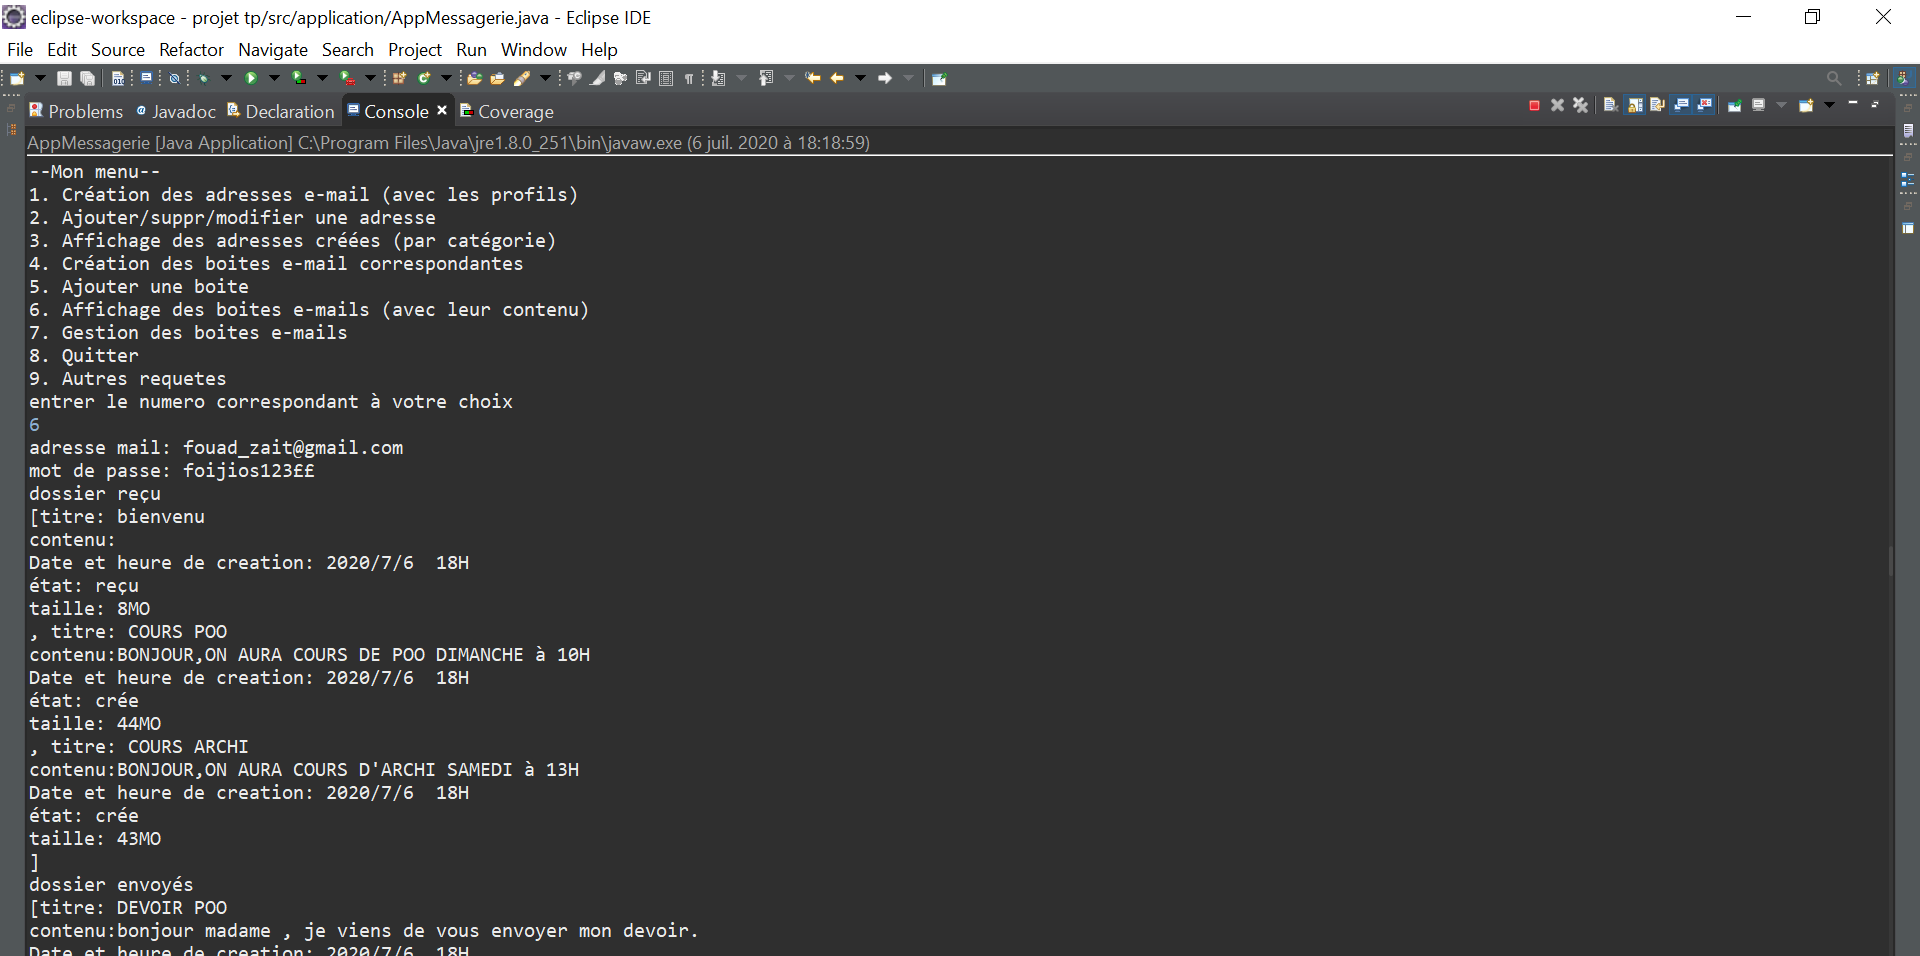 eclipse-workspace - projet tp/src/application/AppMessagerie.java - Eclipse IDE
File Edit Source Refactor Navigate Search Project Run Window Help
Problems Javadoc Declaration Console Coverage
AppMessagerie [Java Application] C:\Program Files\Java\jre1.8.0_251\bin\javaw.exe (6 juil. 2020 à 18:18:59)
--Mon menu--
1. Création des adresses e-mail (avec les profils)
2. Ajouter/suppr/modifier une adresse
3. Affichage des adresses créées (par catégorie)
4. Création des boites e-mail correspondantes
5. Ajouter une boite
6. Affichage des boites e-mails (avec leur contenu)
7. Gestion des boites e-mails
8. Quitter
9. Autres requetes
entrer le numero correspondant à votre choix
6
adresse mail: fouad_zait@gmail.com
mot de passe: foijios123££
dossier reçu
[titre: bienvenu
contenu:
Date et heure de creation: 2020/7/6  18H
état: reçu
taille: 8MO
, titre: COURS POO
contenu:BONJOUR,ON AURA COURS DE POO DIMANCHE à 10H
Date et heure de creation: 2020/7/6  18H
état: crée
taille: 44MO
, titre: COURS ARCHI
contenu:BONJOUR,ON AURA COURS D'ARCHI SAMEDI à 13H
Date et heure de creation: 2020/7/6  18H
état: crée
taille: 43MO
]
dossier envoyés
[titre: DEVOIR POO
contenu:bonjour madame , je viens de vous envoyer mon devoir.
Date et heure de creation: 2020/7/6  18H